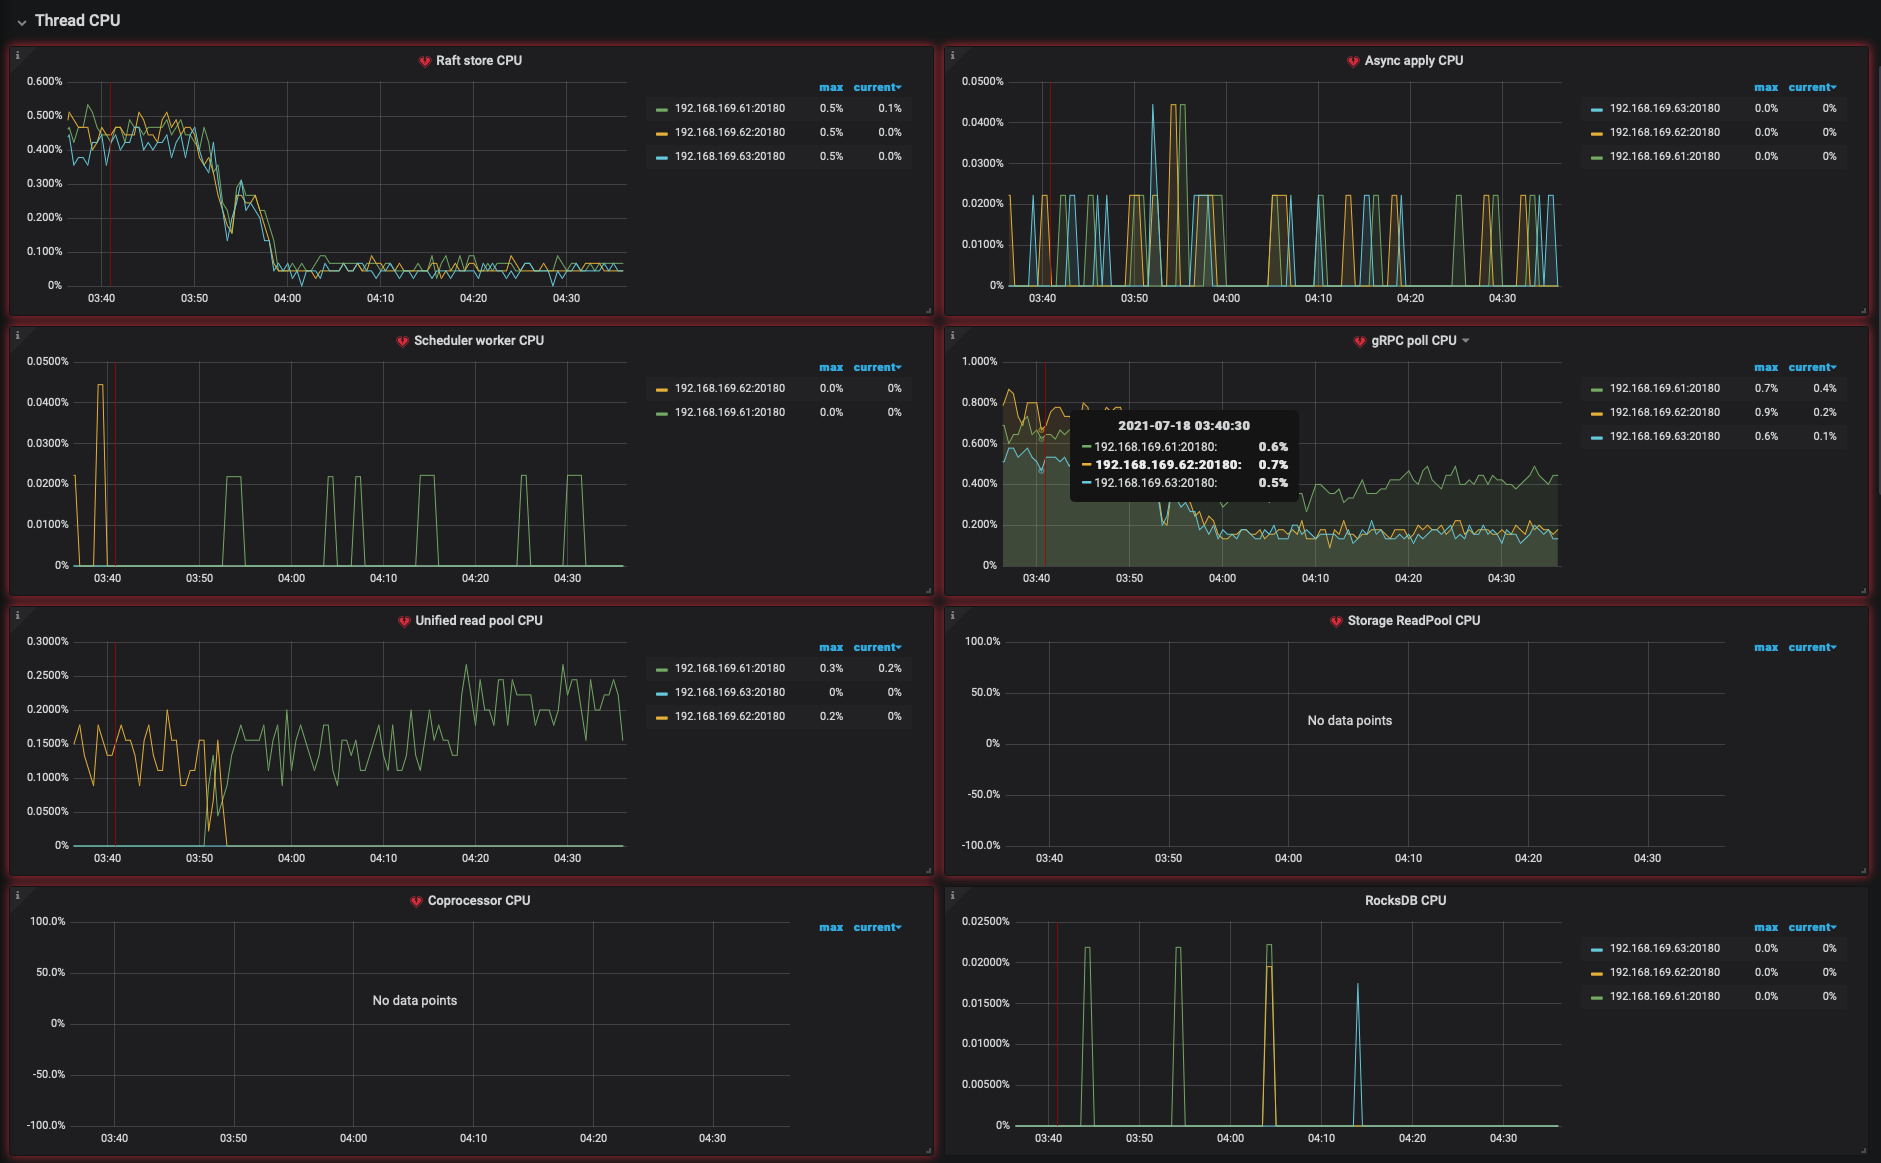 Thread CPU
Raft store CPU
0.600%
0.500%
0.400%
0.300%
0.200%
0.100%
0%
03:40 03:50 04:00 04:10 04:20 04:30
max current
192.168.169.61:20180 0.5% 0.1%
192.168.169.62:20180 0.5% 0.0%
192.168.169.63:20180 0.5% 0.0%
Async apply CPU
0.0500%
0.0400%
0.0300%
0.0200%
0.0100%
0%
03:40 03:50 04:00 04:10 04:20 04:30
max current
192.168.169.63:20180 0.0% 0%
192.168.169.62:20180 0.0% 0%
192.168.169.61:20180 0.0% 0%
Scheduler worker CPU
0.0500%
0.0400%
0.0300%
0.0200%
0.0100%
0%
03:40 03:50 04:00 04:10 04:20 04:30
max current
192.168.169.62:20180 0.0% 0%
192.168.169.61:20180 0.0% 0%
gRPC poll CPU
1.000%
0.800%
0.600%
0.400%
0.200%
0%
03:40 03:50 04:00 04:10 04:20 04:30
2021-07-18 03:40:30
192.168.169.61:20180: 0.6%
192.168.169.62:20180: 0.7%
192.168.169.63:20180: 0.5%
max current
192.168.169.61:20180 0.7% 0.4%
192.168.169.62:20180 0.9% 0.2%
192.168.169.63:20180 0.6% 0.1%
Unified read pool CPU
0.3000%
0.2500%
0.2000%
0.1500%
0.1000%
0.0500%
0%
03:40 03:50 04:00 04:10 04:20 04:30
max current
192.168.169.61:20180 0.3% 0.2%
192.168.169.63:20180 0% 0%
192.168.169.62:20180 0.2% 0%
Storage ReadPool CPU
100.0%
50.0%
0%
-50.0%
-100.0%
No data points
03:40 03:50 04:00 04:10 04:20 04:30
max current
Coprocessor CPU
100.0%
50.0%
0%
-50.0%
-100.0%
No data points
03:40 03:50 04:00 04:10 04:20 04:30
max current
RocksDB CPU
0.02500%
0.02000%
0.01500%
0.01000%
0.00500%
0%
03:40 03:50 04:00 04:10 04:20 04:30
max current
192.168.169.63:20180 0.0% 0%
192.168.169.62:20180 0.0% 0%
192.168.169.61:20180 0.0% 0%